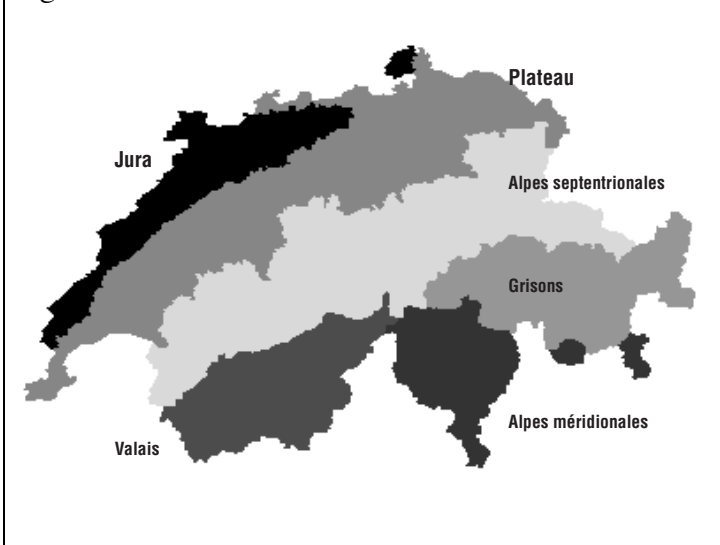 Plateau
Jura
Alpes septentrionales
Grisons
Alpes méridionales
Valais